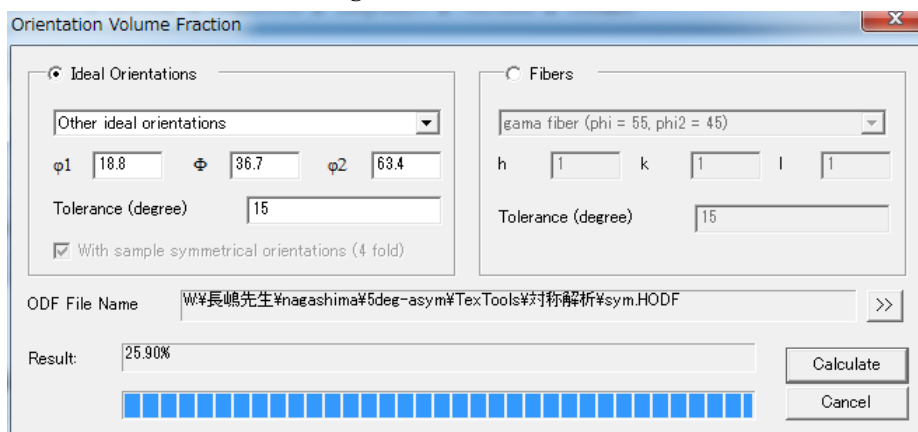 Orientation Volume Fraction
Ideal Orientations
Fibers
Other ideal orientations
gama fiber (phi = 55, phi2 = 45)
φ1 18.8 Φ 36.7 φ2 63.4
h 1 k 1 l 1
Tolerance (degree) 15
Tolerance (degree) 15
With sample symmetrical orientations (4 fold)
ODF File Name W:¥長嶋先生¥nagashima¥5deg-asym¥TexTools¥対称解析¥sym.HODF >>
Result: 25.90%
Calculate
Cancel